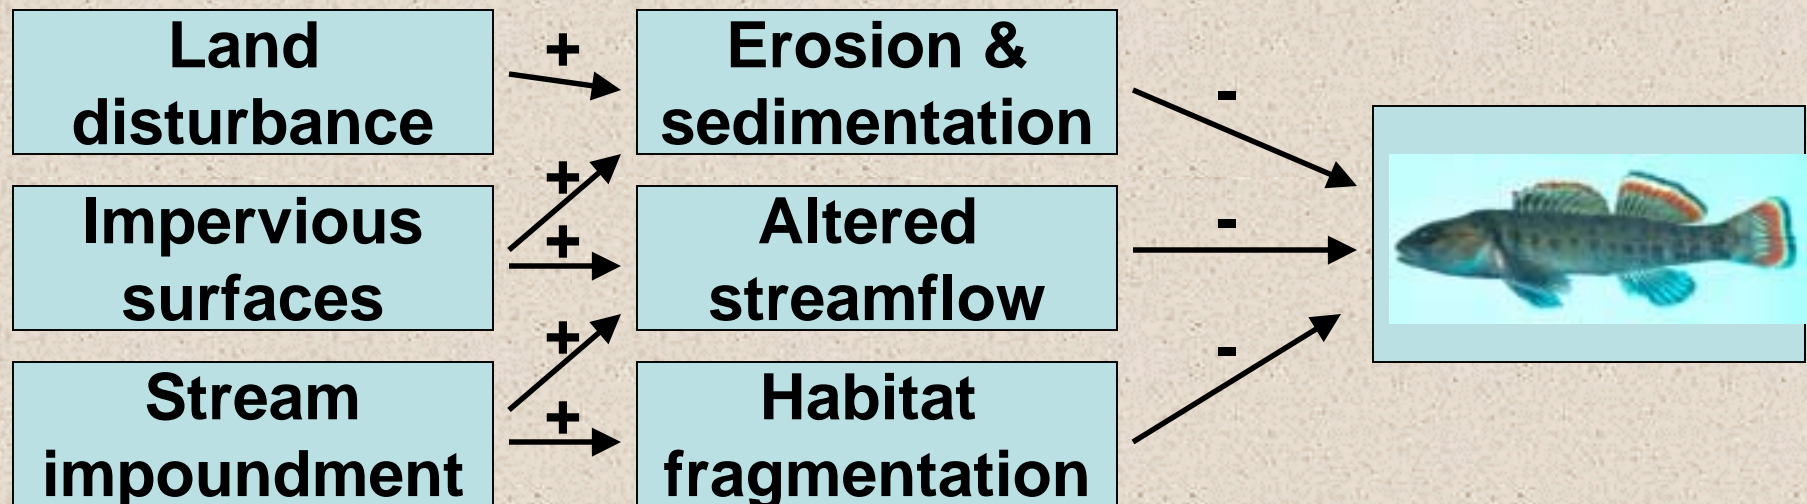 Land
disturbance
+
Erosion &
sedimentation
-
Impervious
surfaces
+
+
Altered
streamflow
-
Stream
impoundment
+
+
Habitat
fragmentation
-